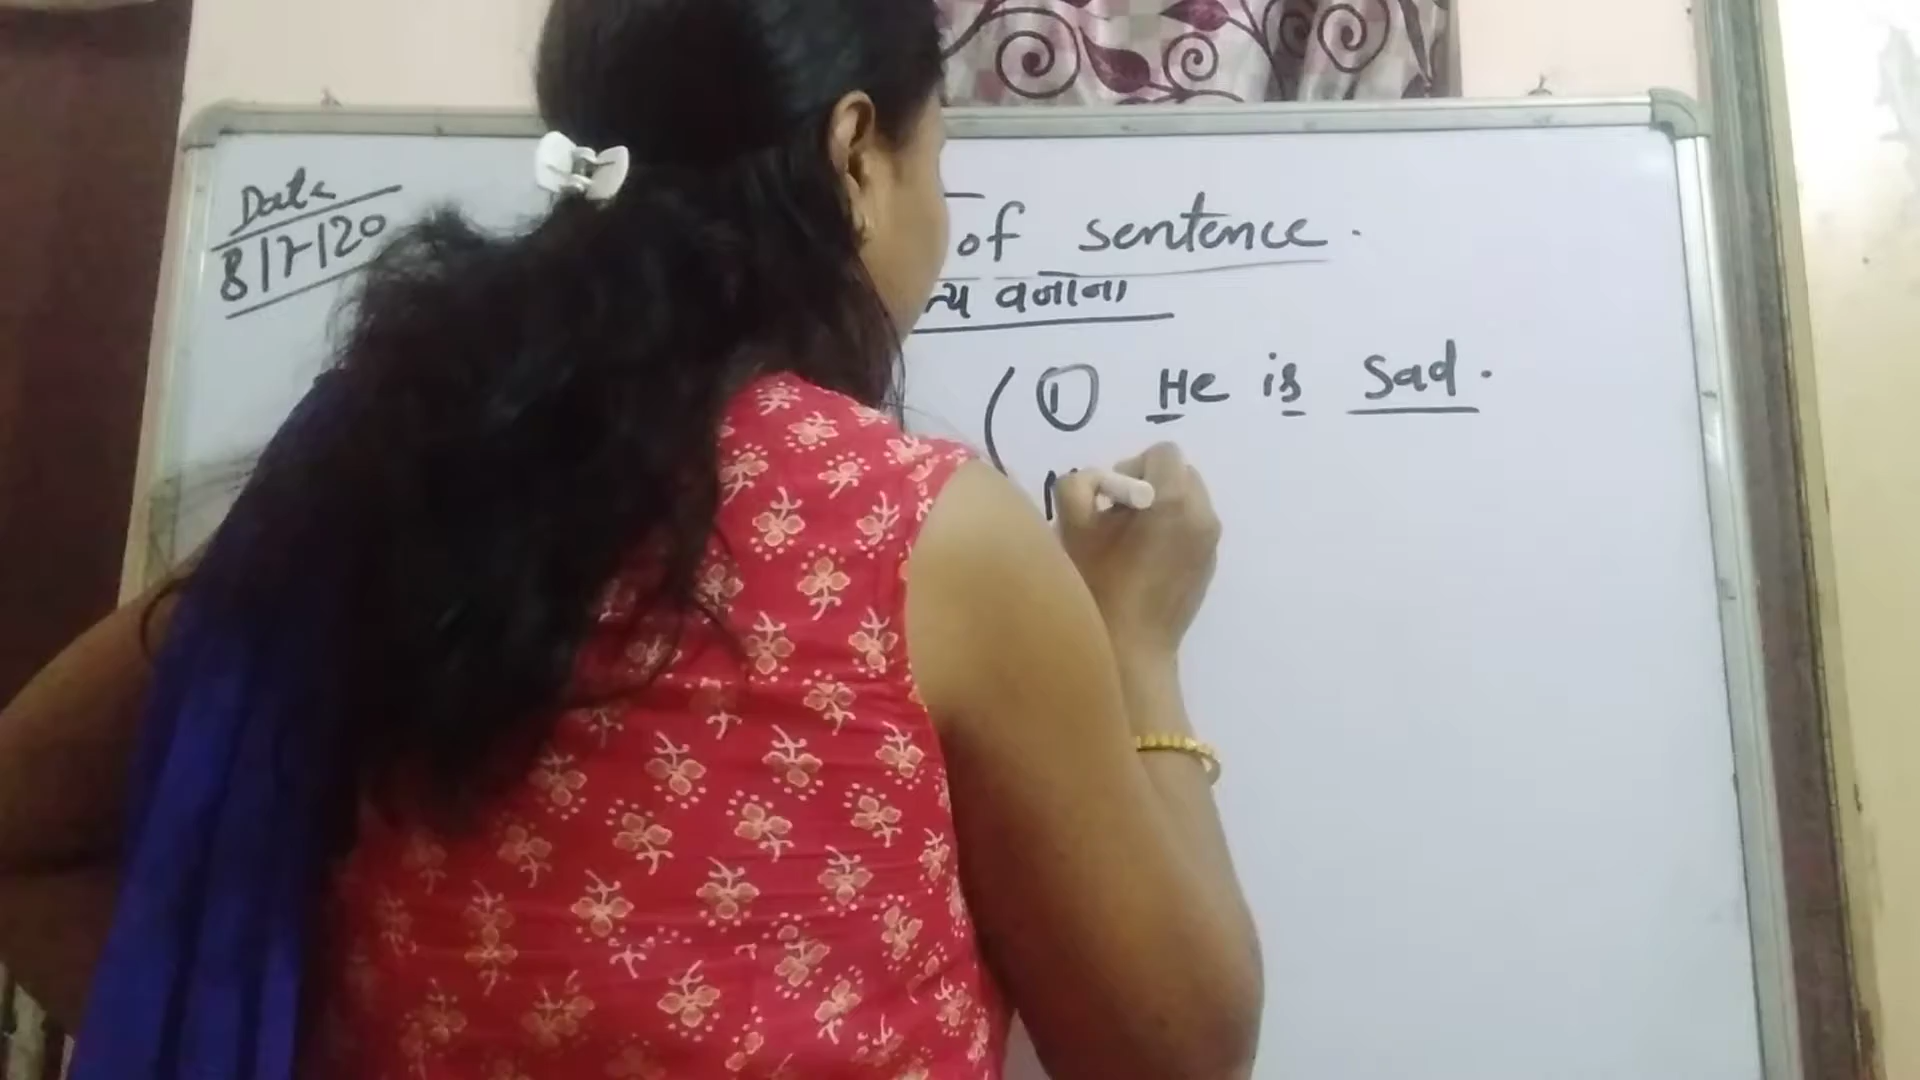 Date
8/7/20
of sentence.
वनाना
① He is Sad.